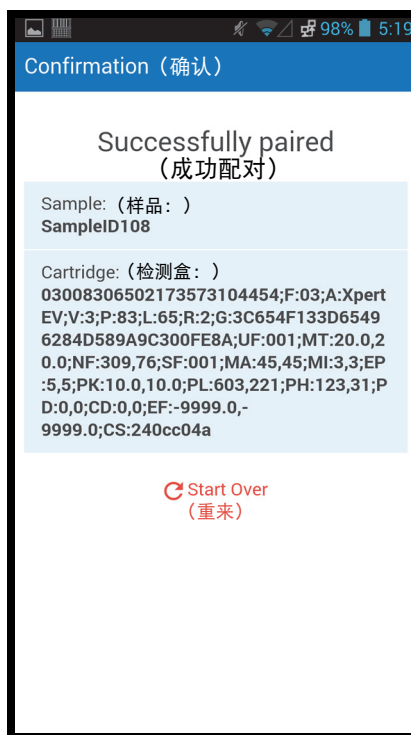 98% 5:19
Confirmation（确认）
Successfully paired
（成功配对）
Sample:（样品：）
SampleID108
Cartridge:（检测盒：）
03008306502173573104454;F:03;A:Xpert
EV;V:3;P:83;L:65;R:2;G:3C654F133D6549
6284D589A9C300FE8A;UF:001;MT:20.0,2
0.0;NF:309,76;SF:001;MA:45,45;MI:3,3;EP
:5,5;PK:10.0,10.0;PL:603,221;PH:123,31;P
D:0,0;CD:0,0;EF:-9999.0,-
9999.0;CS:240cc04a
Start Over
（重来）